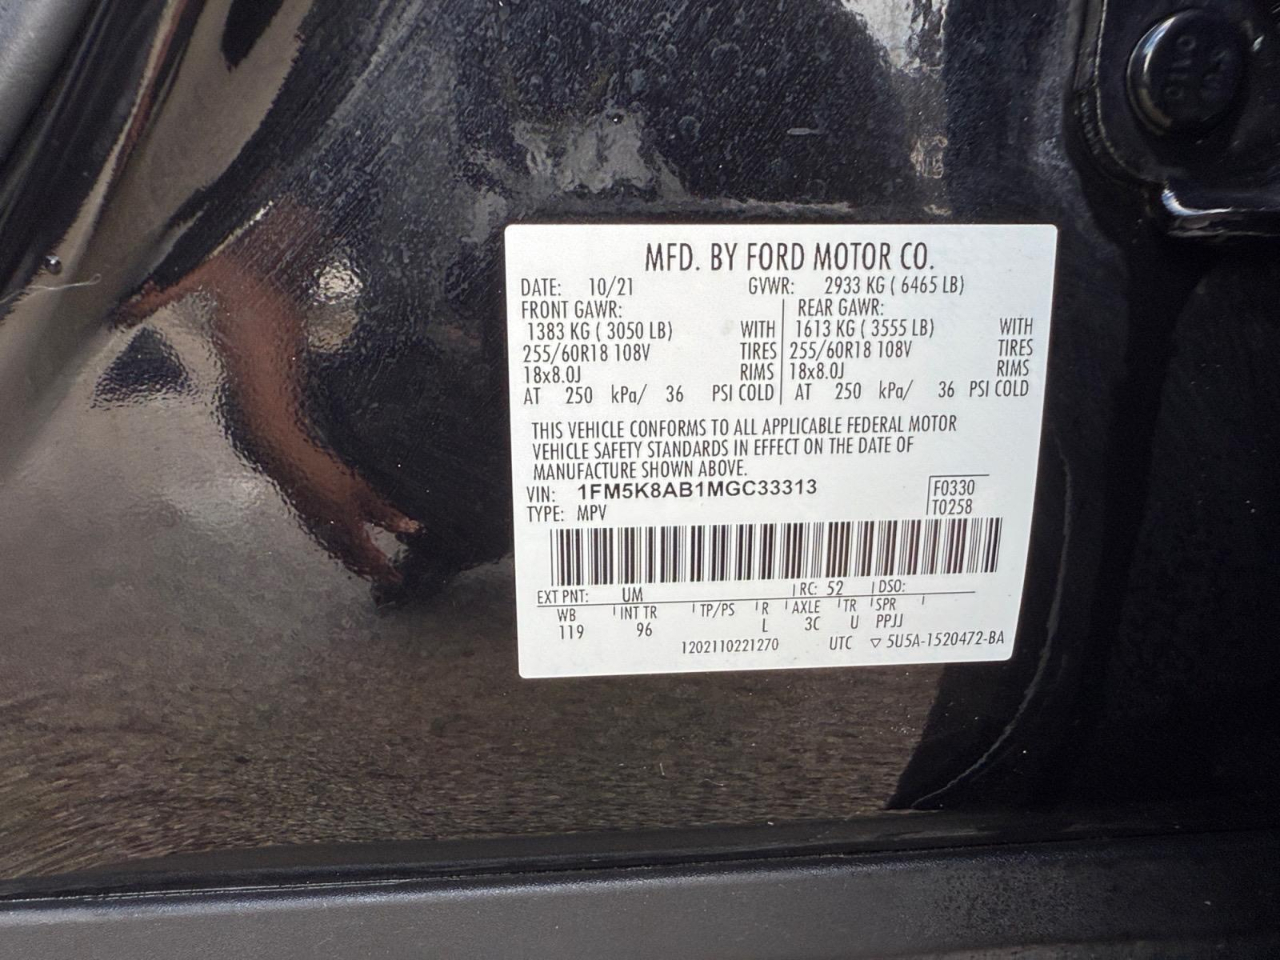 MFD. BY FORD MOTOR CO.
DATE: 10/21 GVWR: 2933 KG ( 6465 LB)
FRONT GAWR: REAR GAWR:
1383 KG ( 3050 LB) WITH 1613 KG ( 3555 LB) WITH
255/60R18 108V TIRES 255/60R18 108V TIRES
18x8.0J RIMS 18x8.0J RIMS
AT 250 kPa/ 36 PSI COLD AT 250 kPa/ 36 PSI COLD
THIS VEHICLE CONFORMS TO ALL APPLICABLE FEDERAL MOTOR
VEHICLE SAFETY STANDARDS IN EFFECT ON THE DATE OF
MANUFACTURE SHOWN ABOVE.
VIN: 1FM5K8AB1MGC33313 F0330
TYPE: MPV T0258
EXT PNT: UM RC: 52 DSO:
WB INT TR TP/PS R AXLE TR SPR
119 96 L 3C U PPJJ
1202110221270 UTC ▽ 5U5A-1520472-BA